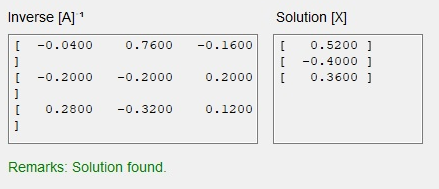 Inverse [A]⁻¹
Solution [X]
[ -0.0400 0.7600 -0.1600
]
[ -0.2000 -0.2000 0.2000
]
[ 0.2800 -0.3200 0.1200
]
[ 0.5200 ]
[ -0.4000 ]
[ 0.3600 ]
Remarks: Solution found.